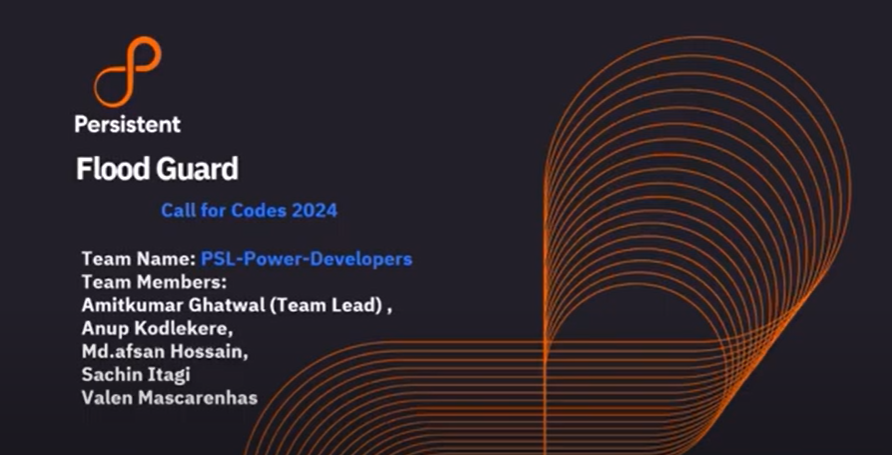 Persistent
Flood Guard
Call for Codes 2024
Team Name: PSL-Power-Developers
Team Members:
Amitkumar Ghatwal (Team Lead) ,
Anup Kodlekere,
Md.afsan Hossain,
Sachin Itagi
Valen Mascarenhas